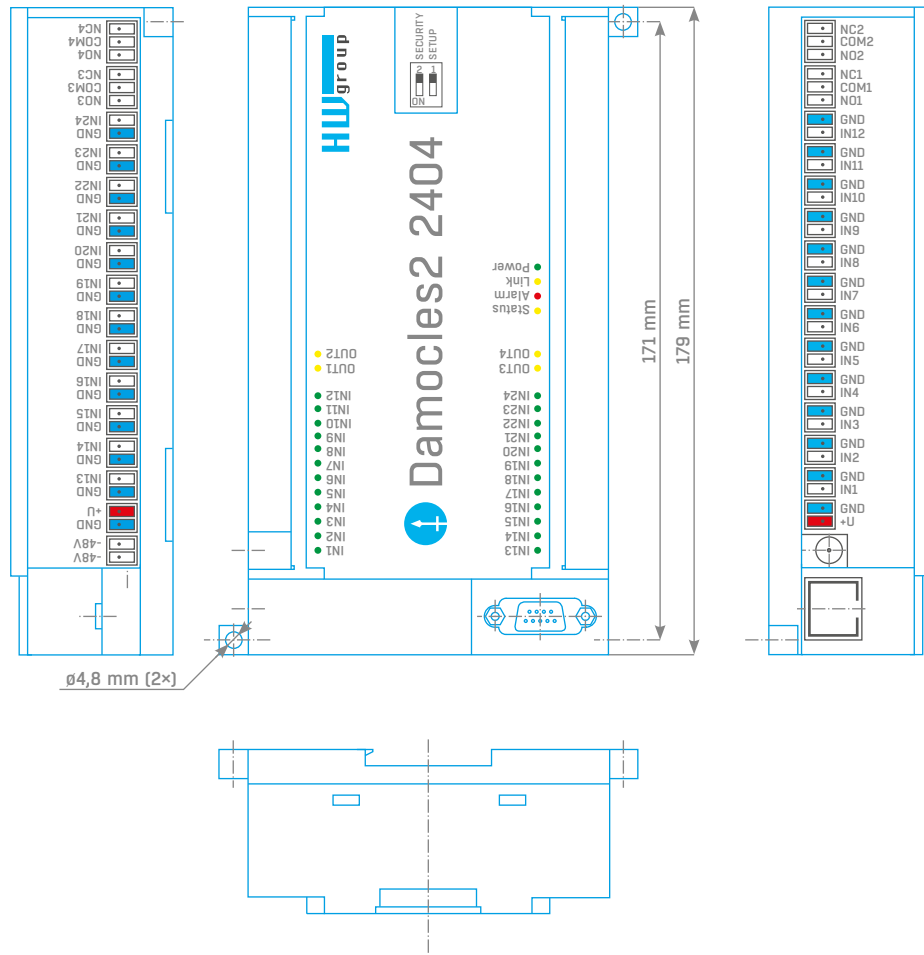 NC4
COM4
NO4
NC3
COM3
NO3
IN24
GND
IN23
GND
IN22
GND
IN21
GND
IN20
GND
IN19
GND
IN18
GND
IN17
GND
IN16
GND
IN15
GND
IN14
GND
IN13
GND
+U
GND
-48V
-48V
HW group
SECURITY
SETUP
2 1
ON
Damocles2 2404
Power
Link
Alarm
Status
OUT2
OUT1
OUT4
OUT3
IN12
IN11
IN10
IN9
IN8
IN7
IN6
IN5
IN4
IN3
IN2
IN1
IN24
IN23
IN22
IN21
IN20
IN19
IN18
IN17
IN16
IN15
IN14
IN13
171 mm
179 mm
ø4,8 mm (2×)
NC2
COM2
NO2
NC1
COM1
NO1
GND
IN12
GND
IN11
GND
IN10
GND
IN9
GND
IN8
GND
IN7
GND
IN6
GND
IN5
GND
IN4
GND
IN3
GND
IN2
GND
IN1
GND
+U